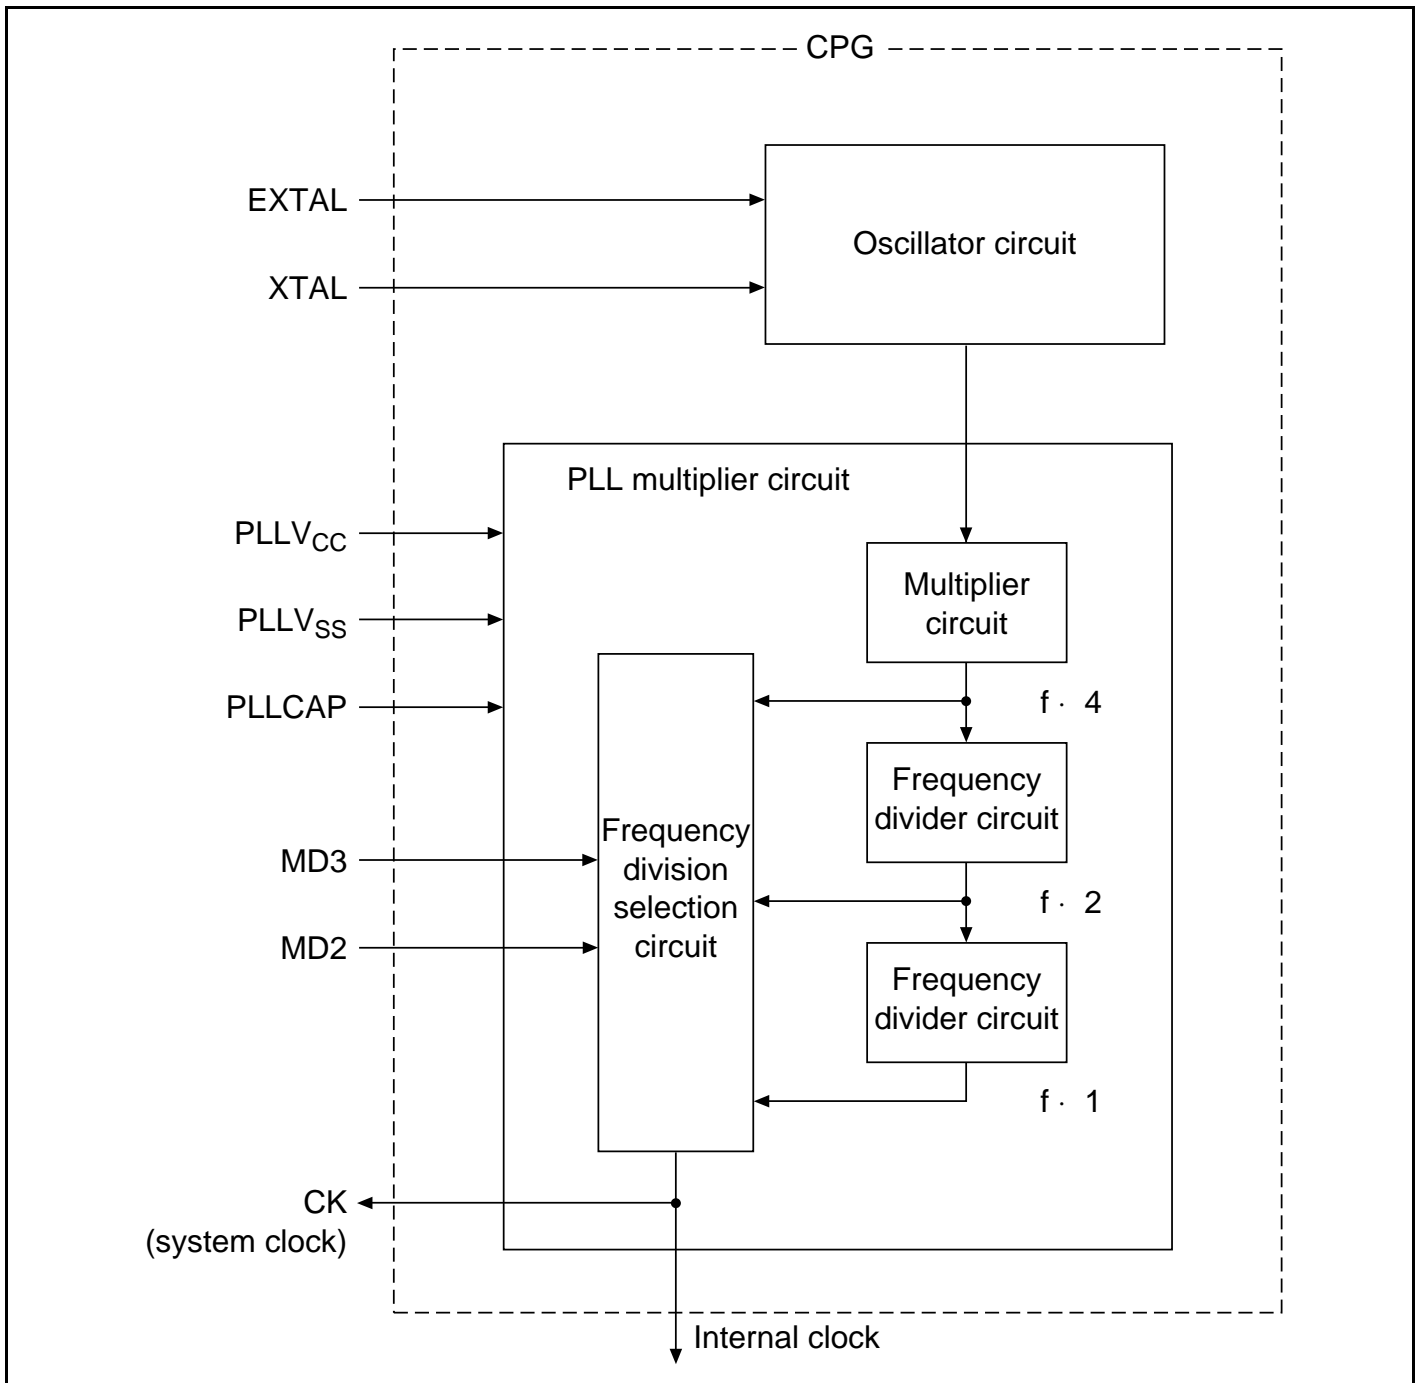 CPG
EXTAL
Oscillator circuit
XTAL
PLL multiplier circuit
PLLVCC
Multiplier
circuit
PLLVSS
PLLCAP
f · 4
Frequency
divider circuit
Frequency
division
selection
circuit
MD3
MD2
f · 2
Frequency
divider circuit
f · 1
CK
(system clock)
Internal clock